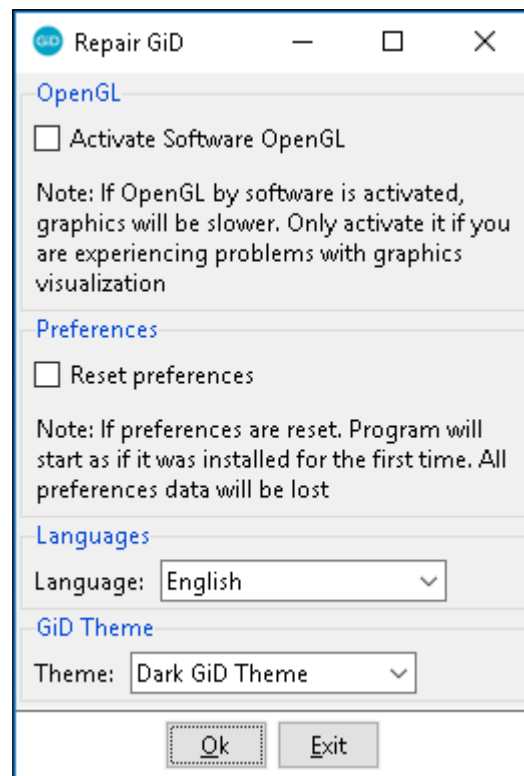 GiD Repair GiD
OpenGL
Activate Software OpenGL
Note: If OpenGL by software is activated,
graphics will be slower. Only activate it if you
are experiencing problems with graphics
visualization
Preferences
Reset preferences
Note: If preferences are reset. Program will
start as if it was installed for the first time. All
preferences data will be lost
Languages
Language: English
GiD Theme
Theme: Dark GiD Theme
Ok Exit